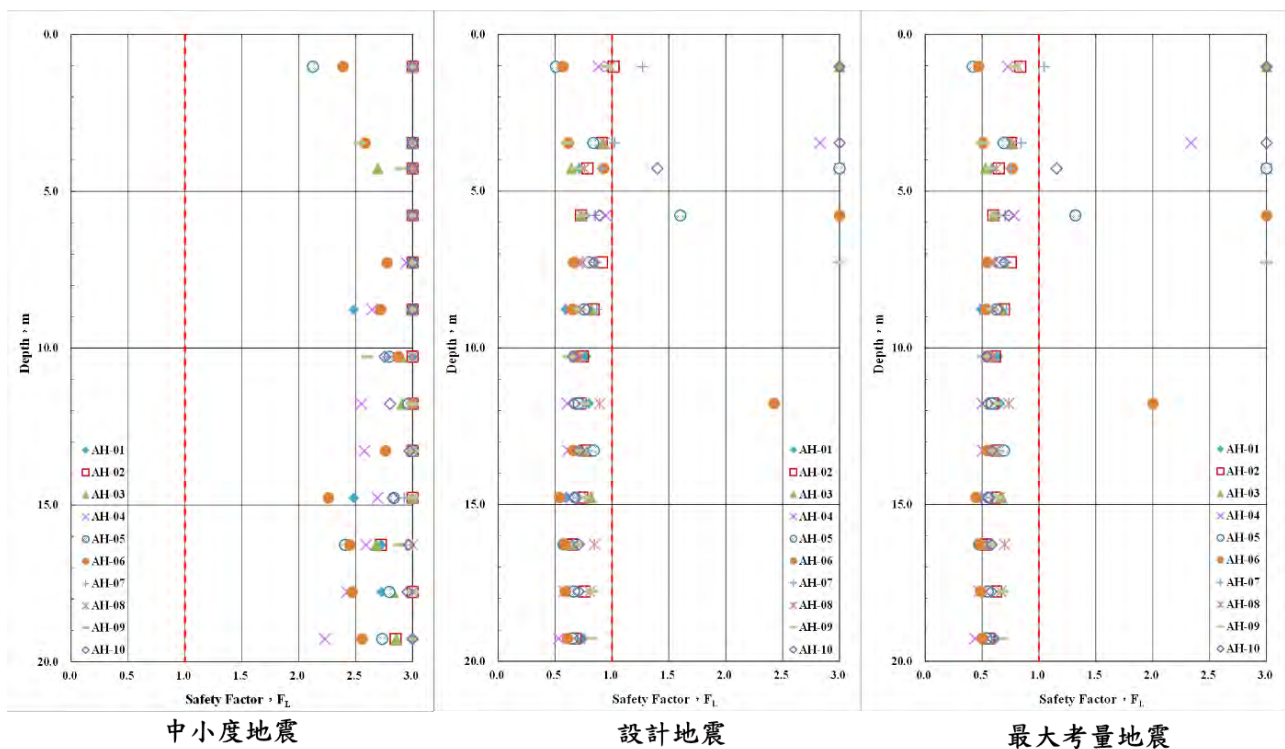 0.0
5.0
10.0
15.0
20.0
Depth,m
0.0 0.5 1.0 1.5 2.0 2.5 3.0
Safety Factor,FL
AH-01
AH-02
AH-03
AH-04
AH-05
AH-06
AH-07
AH-08
AH-09
AH-10
中小度地震
0.0
5.0
10.0
15.0
20.0
Depth,m
0.0 0.5 1.0 1.5 2.0 2.5 3.0
Safety Factor,FL
AH-01
AH-02
AH-03
AH-04
AH-05
AH-06
AH-07
AH-08
AH-09
AH-10
設計地震
0.0
5.0
10.0
15.0
20.0
Depth,m
0.0 0.5 1.0 1.5 2.0 2.5 3.0
Safety Factor,FL
AH-01
AH-02
AH-03
AH-04
AH-05
AH-06
AH-07
AH-08
AH-09
AH-10
最大考量地震